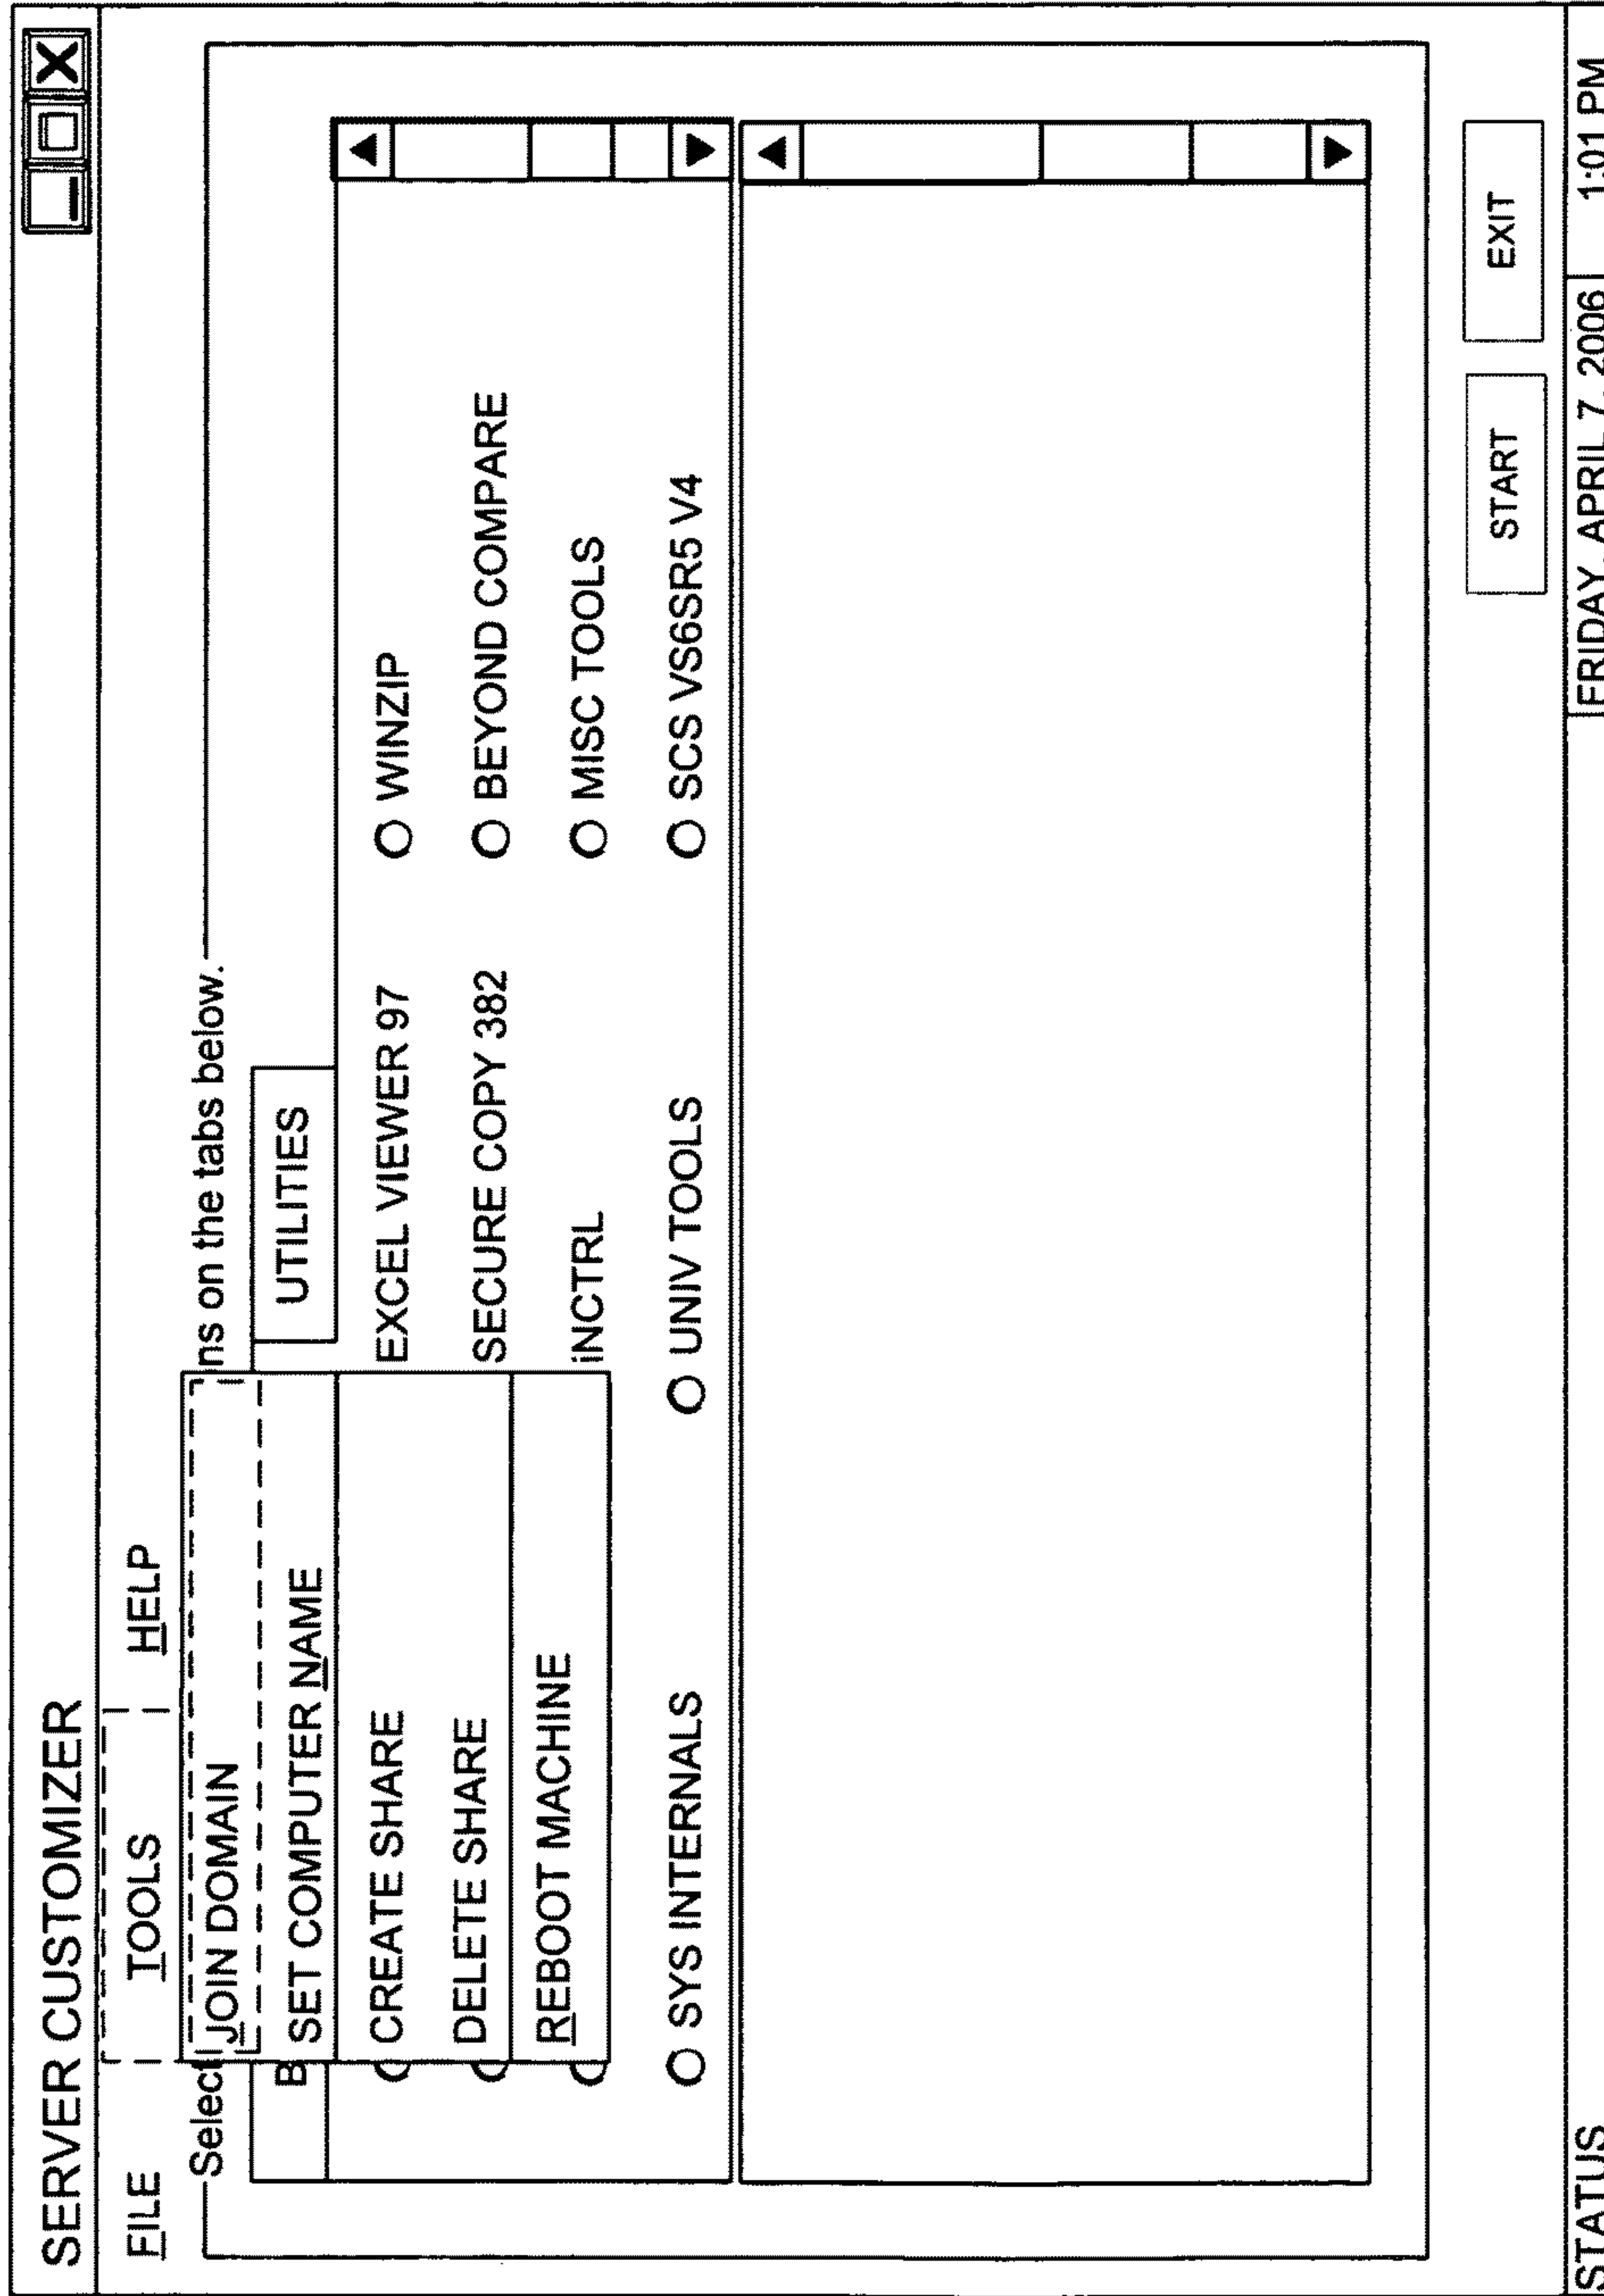 SERVER CUSTOMIZER
FILE TOOLS HELP
Select ns on the tabs below.
JOIN DOMAIN
B SET COMPUTER NAME UTILITIES
CREATE SHARE EXCEL VIEWER 97 WINZIP
DELETE SHARE SECURE COPY 382 BEYOND COMPARE
REBOOT MACHINE iNCTRL MISC TOOLS
SYS INTERNALS UNIV TOOLS SCS VS6SR5 V4
START EXIT
STATUS FRIDAY, APRIL 7, 2006 1:01 PM